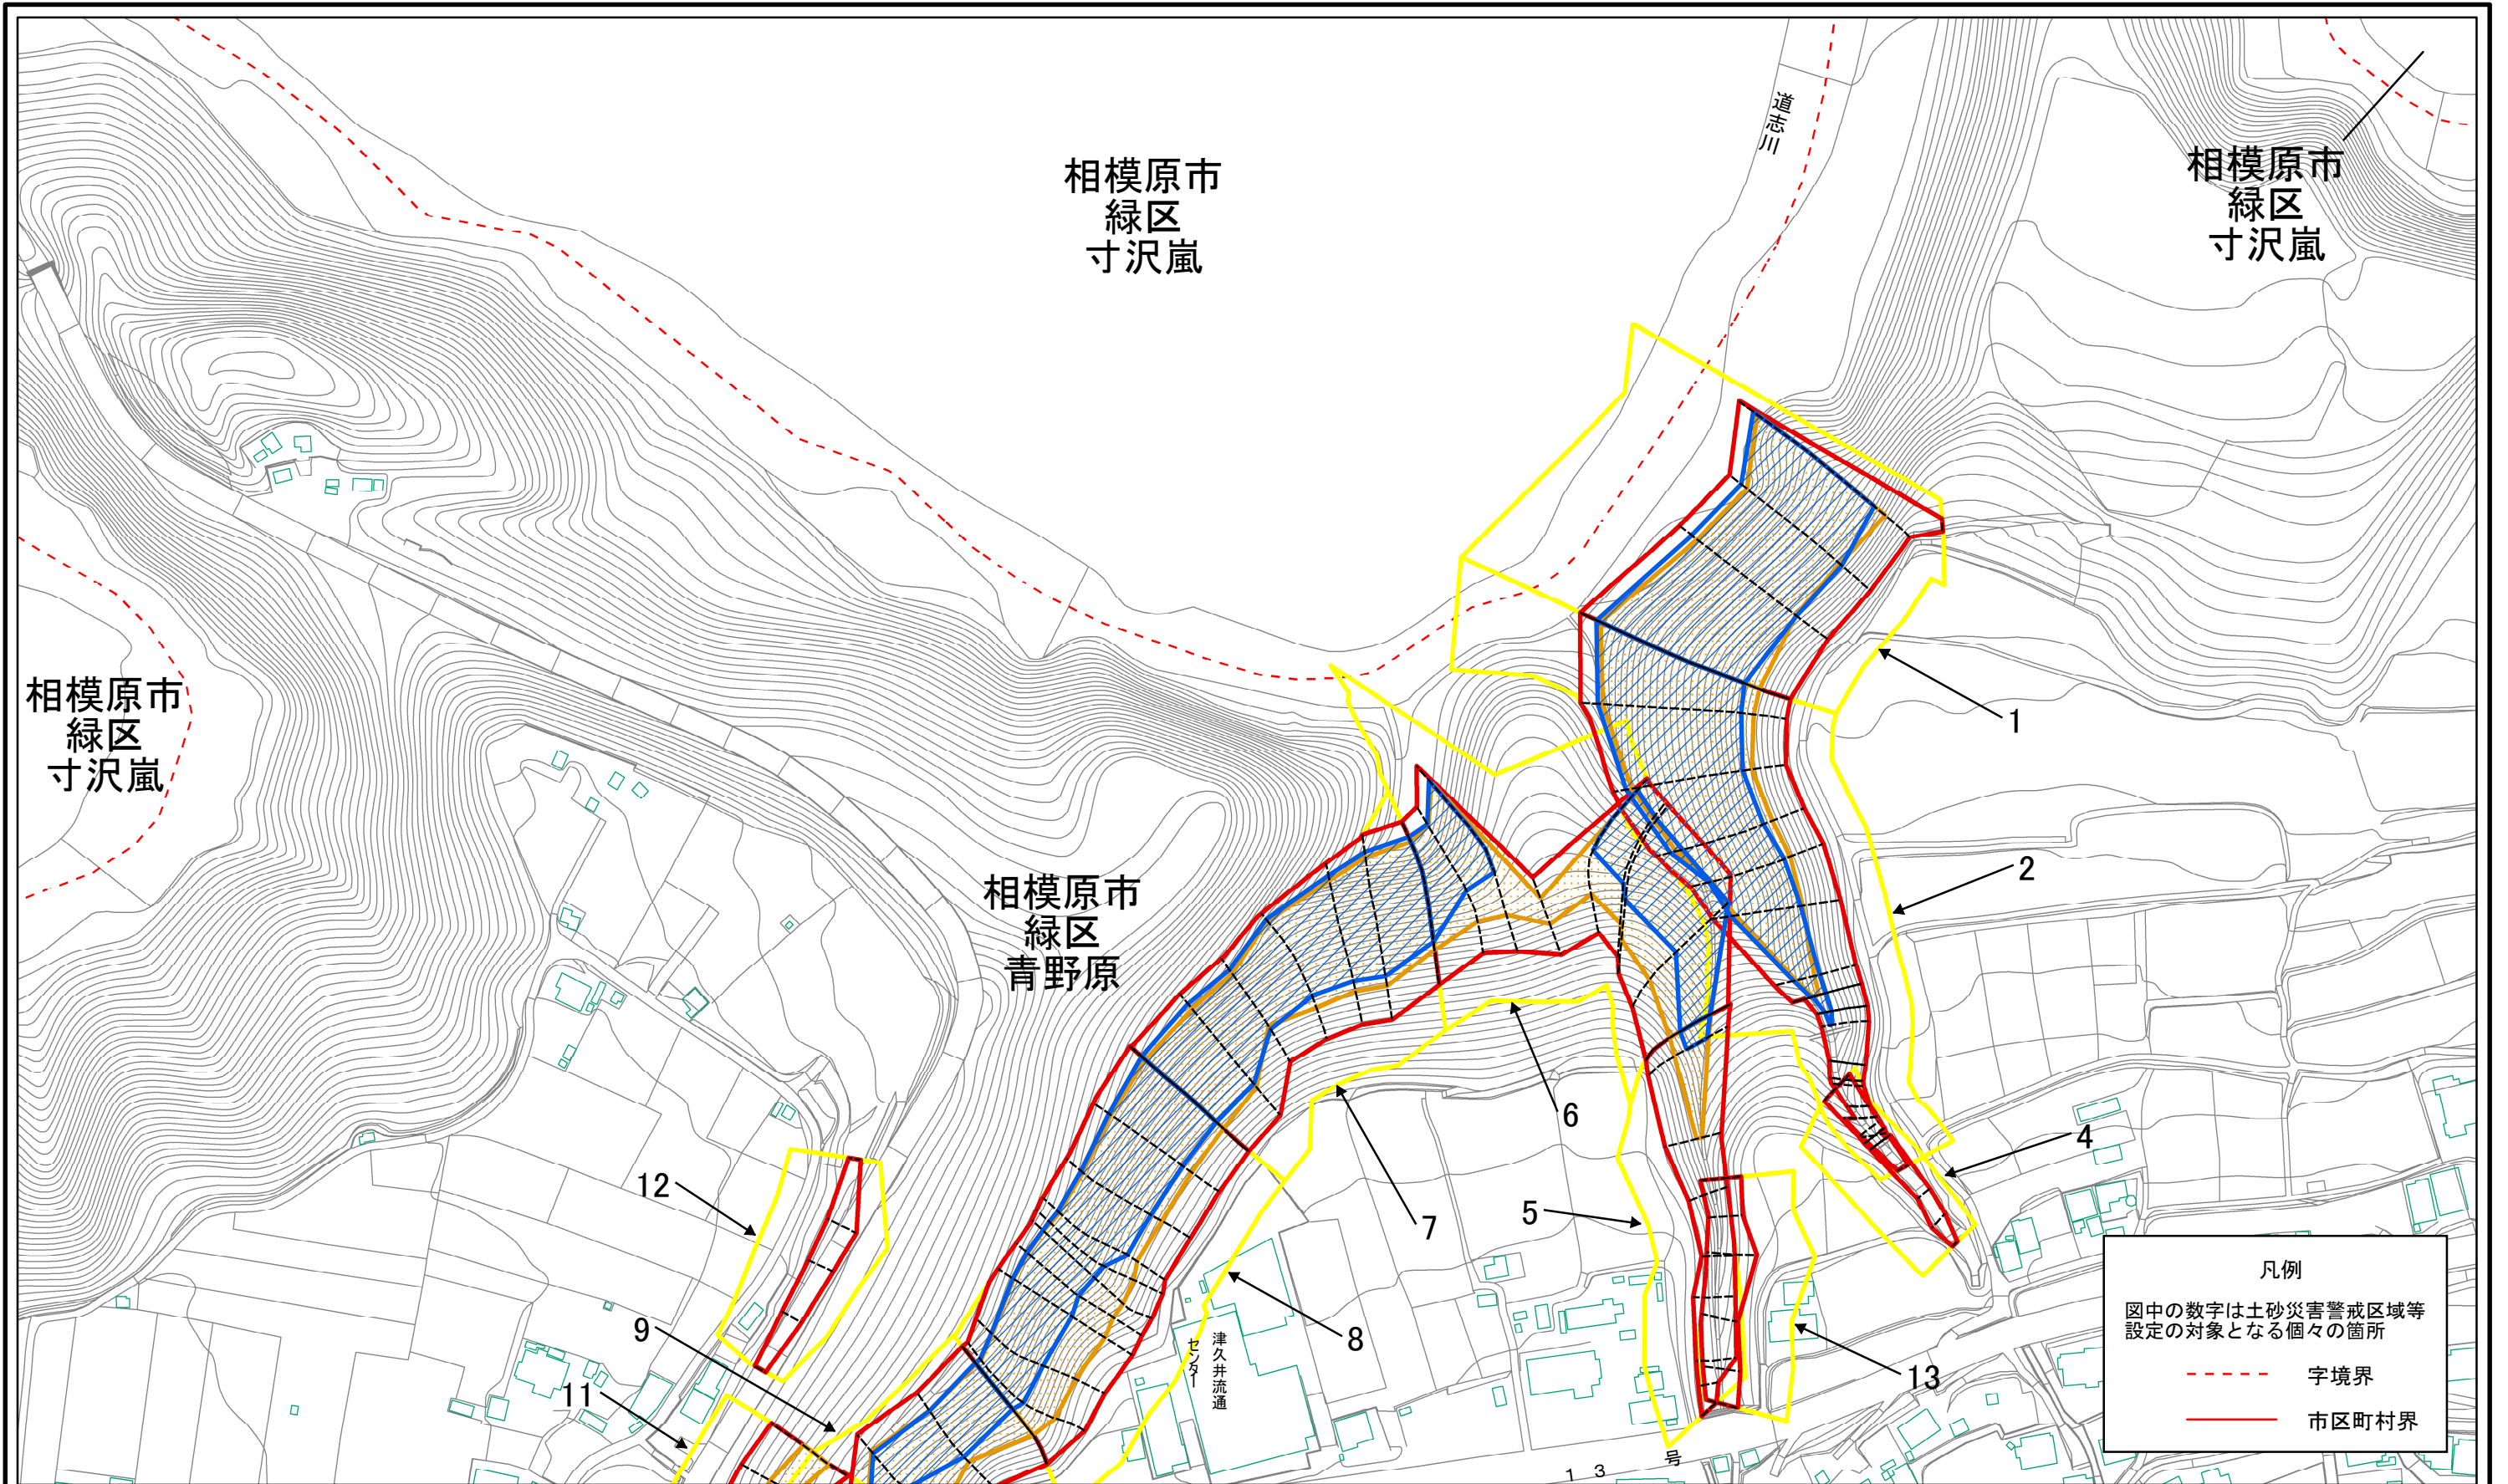 道志川
相模原市
緑区
寸沢嵐
相模原市
緑区
寸沢嵐
相模原市
緑区
寸沢嵐
1
2
相模原市
緑区
青野原
6
4
12
5
7
9
8
津久井流通
センター
11
13
13号
凡例
図中の数字は土砂災害警戒区域等
設定の対象となる個々の箇所
字境界
市区町村界